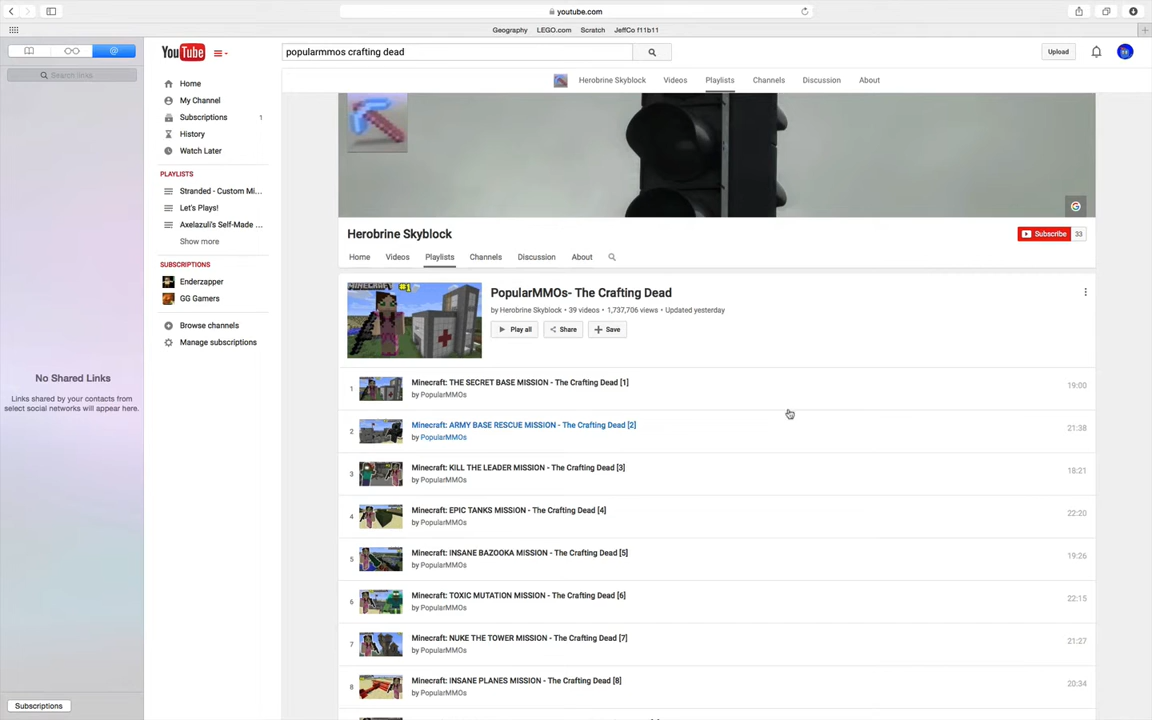 youtube.com
Geography LEGO.com Scratch JeffCo f11b11
Search links
YouTube
popularmmos crafting dead
Upload
Herobrine Skyblock Videos Playlists Channels Discussion About
Home
My Channel
Subscriptions 1
History
Watch Later
PLAYLISTS
Stranded - Custom Mi...
Let's Plays!
Axelazuli's Self-Made ...
Show more
SUBSCRIPTIONS
Enderzapper
GG Gamers
Browse channels
Manage subscriptions
No Shared Links
Links shared by your contacts from
select social networks will appear here.
Subscriptions
G
Herobrine Skyblock
Subscribe 33
Home Videos Playlists Channels Discussion About
MINECRAFT #1
PopularMMOs- The Crafting Dead
by Herobrine Skyblock • 39 videos • 1,737,706 views • Updated yesterday
Play all Share Save
1 Minecraft: THE SECRET BASE MISSION - The Crafting Dead [1] 19:00
by PopularMMOs
2 Minecraft: ARMY BASE RESCUE MISSION - The Crafting Dead [2] 21:38
by PopularMMOs
3 Minecraft: KILL THE LEADER MISSION - The Crafting Dead [3] 18:21
by PopularMMOs
4 Minecraft: EPIC TANKS MISSION - The Crafting Dead [4] 22:20
by PopularMMOs
5 Minecraft: INSANE BAZOOKA MISSION - The Crafting Dead [5] 19:26
by PopularMMOs
6 Minecraft: TOXIC MUTATION MISSION - The Crafting Dead [6] 22:15
by PopularMMOs
7 Minecraft: NUKE THE TOWER MISSION - The Crafting Dead [7] 21:27
by PopularMMOs
8 Minecraft: INSANE PLANES MISSION - The Crafting Dead [8] 20:34
by PopularMMOs